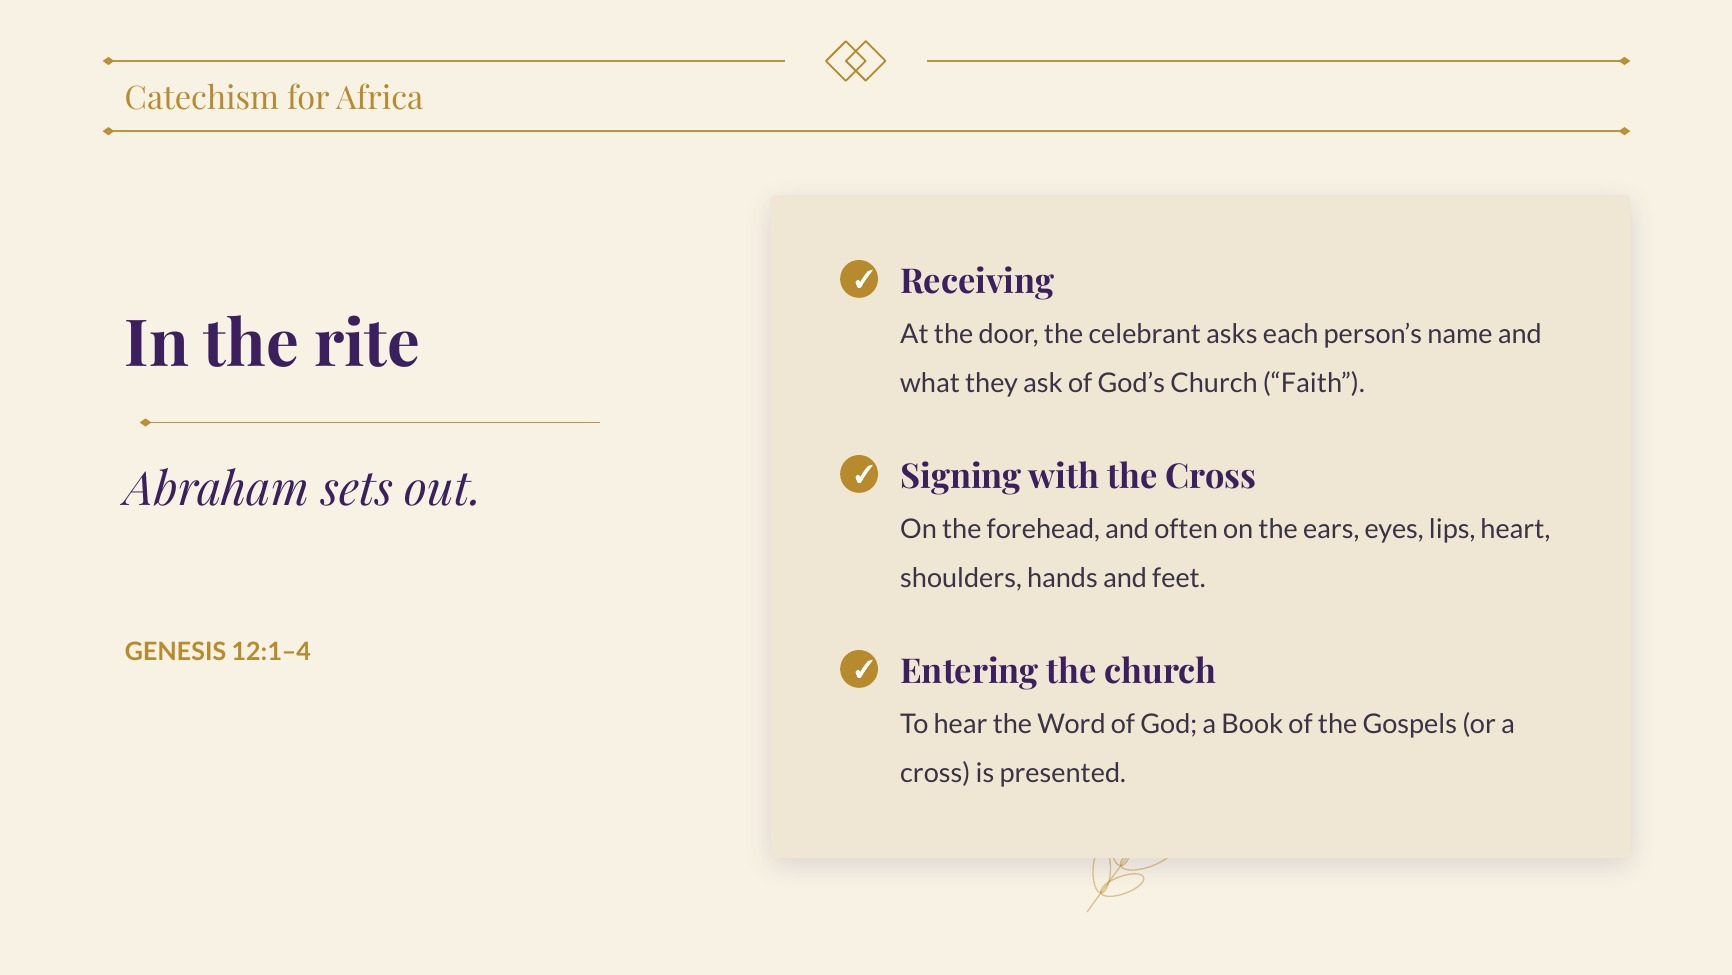 Catechism for Africa
In the rite
Abraham sets out.
GENESIS 12:1–4
Receiving
At the door, the celebrant asks each person’s name and
what they ask of God’s Church (“Faith”).
Signing with the Cross
On the forehead, and often on the ears, eyes, lips, heart,
shoulders, hands and feet.
Entering the church
To hear the Word of God; a Book of the Gospels (or a
cross) is presented.